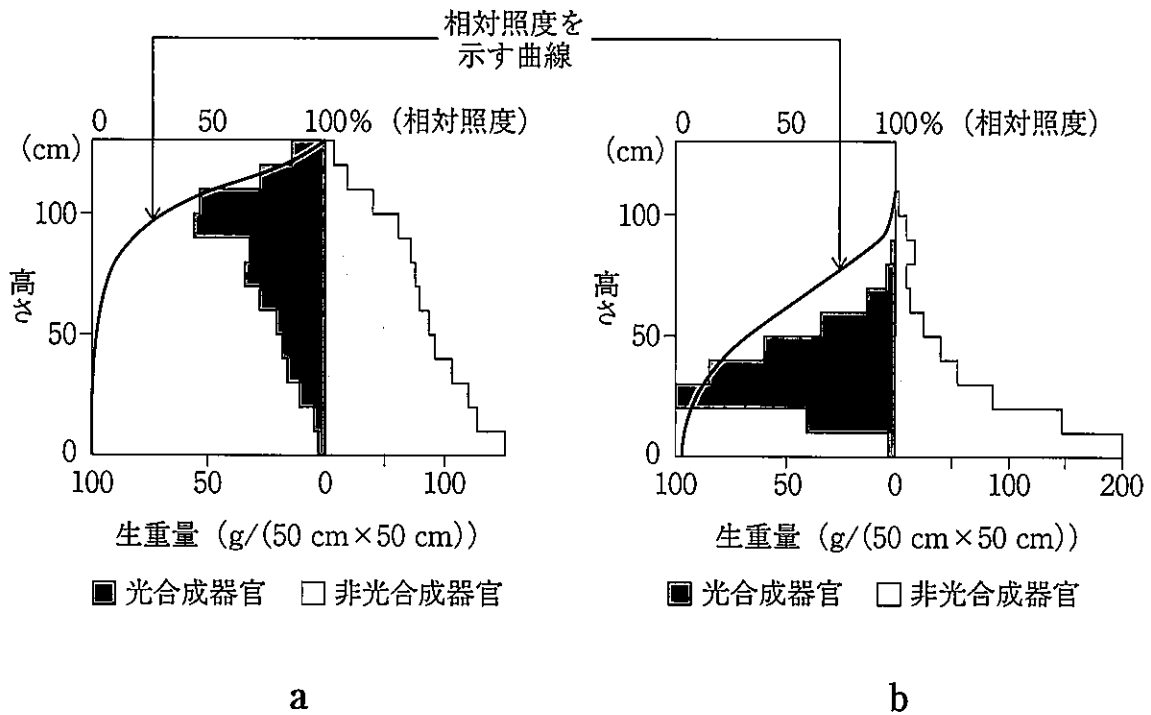 相対照度を
示す曲線
0 50 100% (相対照度)
(cm)
100
高さ
50
0
100 50 0 100
生重量 (g/(50 cm×50 cm))
光合成器官 非光合成器官
a
0 50 100% (相対照度)
(cm)
100
高さ
50
0
100 50 0 100 200
生重量 (g/(50 cm×50 cm))
光合成器官 非光合成器官
b